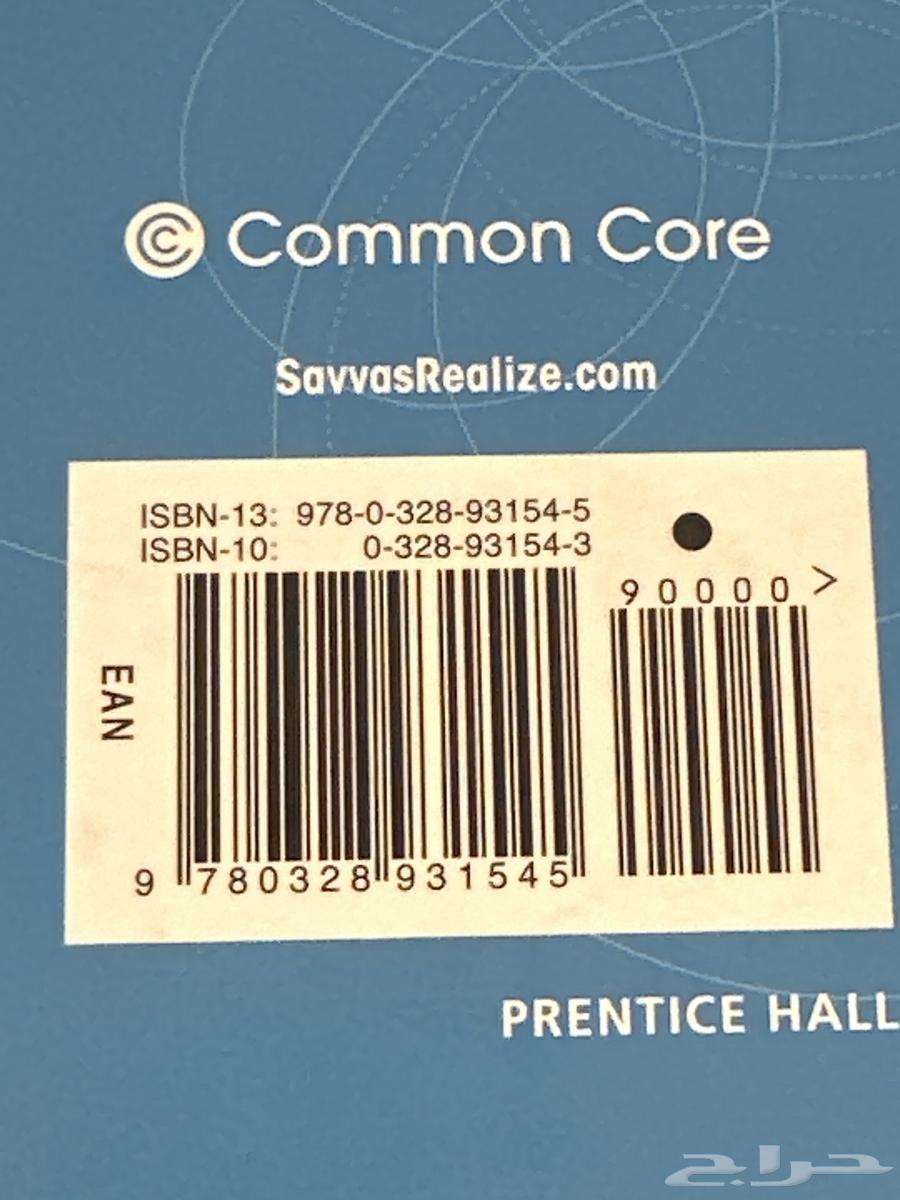 © Common Core
SavvasRealize.com
ISBN-13: 978-0-328-93154-5
ISBN-10: 0-328-93154-3
90000>
EAN
9 780328 931545
PRENTICE HALL
حراج